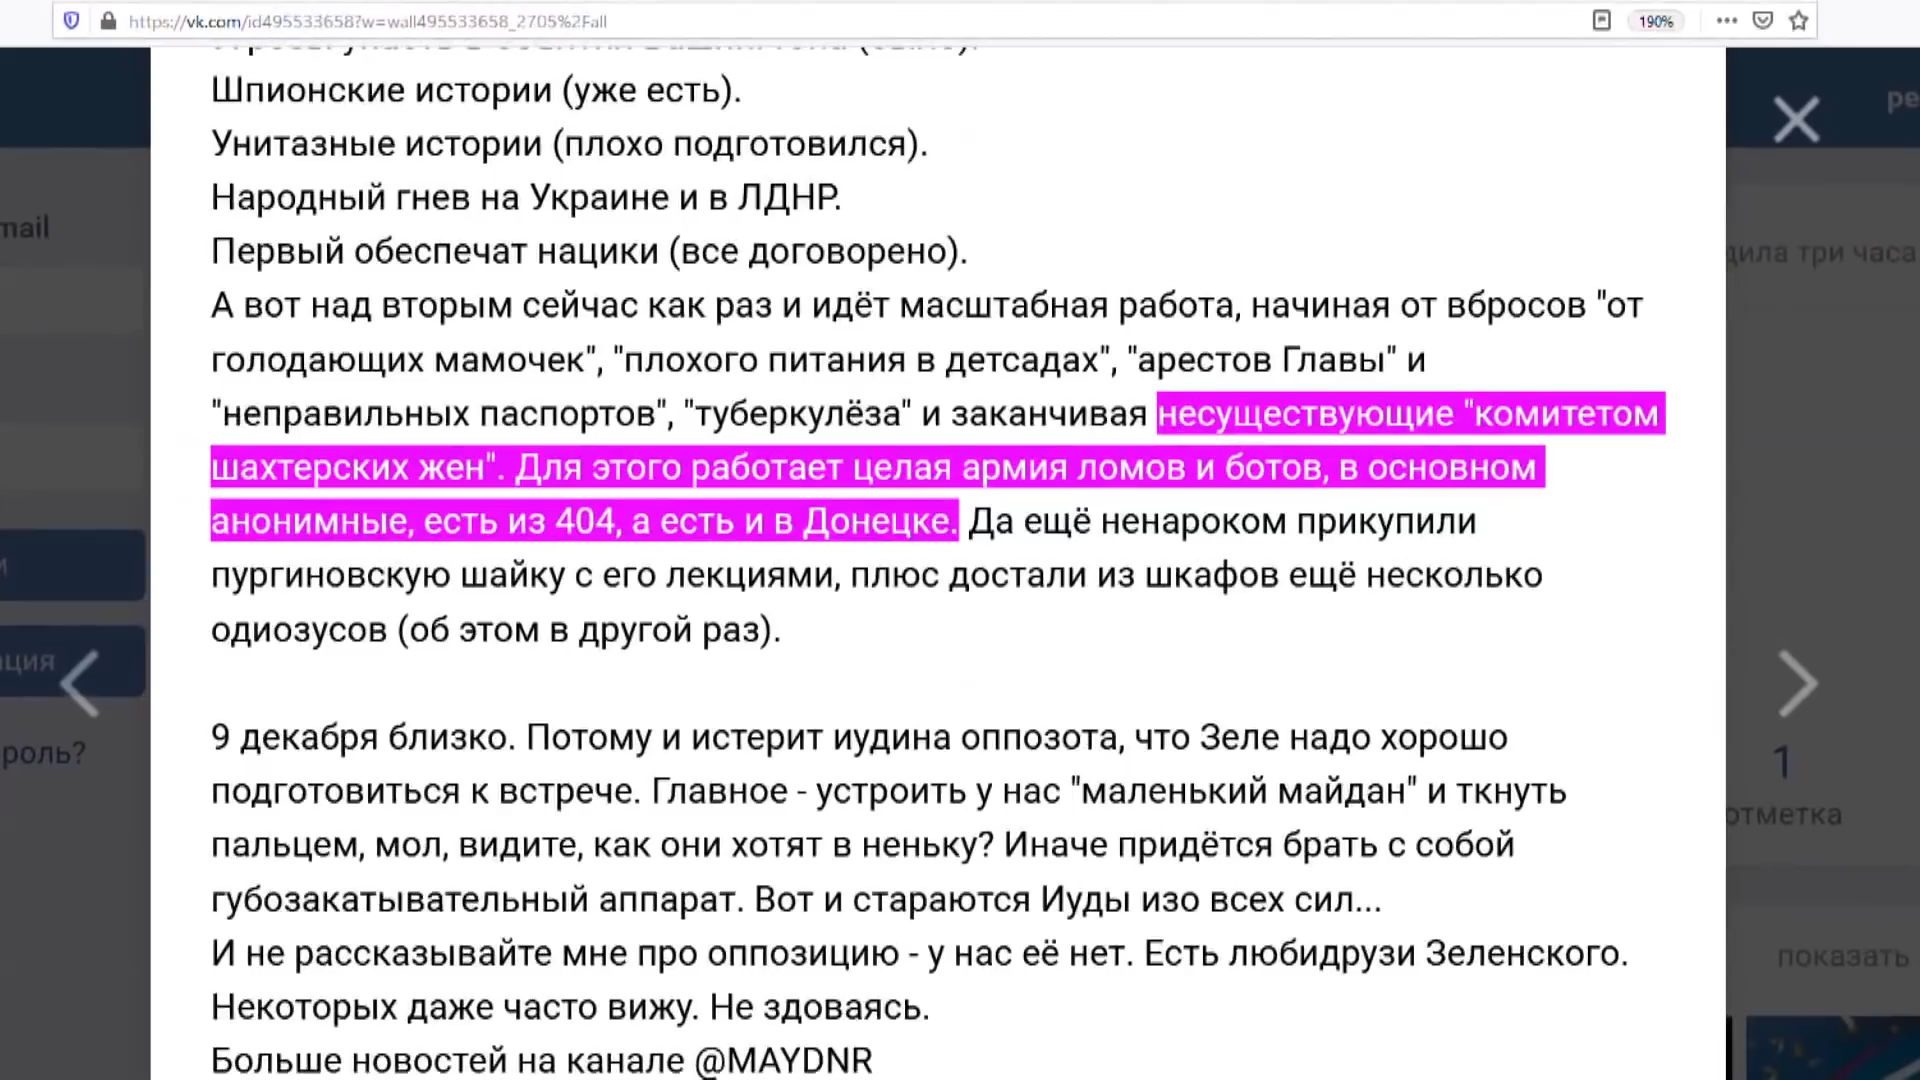 https://vk.com/id495533658?w=wall495533658_2705%2Fall
190%
Шпионские истории (уже есть).
Унитазные истории (плохо подготовился).
Народный гнев на Украине и в ЛДНР.
Первый обеспечат нацики (все договорено).
А вот над вторым сейчас как раз и идёт масштабная работа, начиная от вбросов "от
голодающих мамочек", "плохого питания в детсадах", "арестов Главы" и
"неправильных паспортов", "туберкулёза" и заканчивая несуществующие "комитетом
шахтерских жен". Для этого работает целая армия ломов и ботов, в основном
анонимные, есть из 404, а есть и в Донецке. Да ещё ненароком прикупили
пургиновскую шайку с его лекциями, плюс достали из шкафов ещё несколько
одиозусов (об этом в другой раз).
9 декабря близко. Потому и истерит иудина оппозота, что Зеле надо хорошо
подготовиться к встрече. Главное - устроить у нас "маленький майдан" и ткнуть
пальцем, мол, видите, как они хотят в неньку? Иначе придётся брать с собой
губозакатывательный аппарат. Вот и стараются Иуды изо всех сил...
И не рассказывайте мне про оппозицию - у нас её нет. Есть любидрузи Зеленского.
Некоторых даже часто вижу. Не здоваясь.
Больше новостей на канале @MAYDNR
mail
ция
роль?
ре
дила три часа
1
отметка
показать